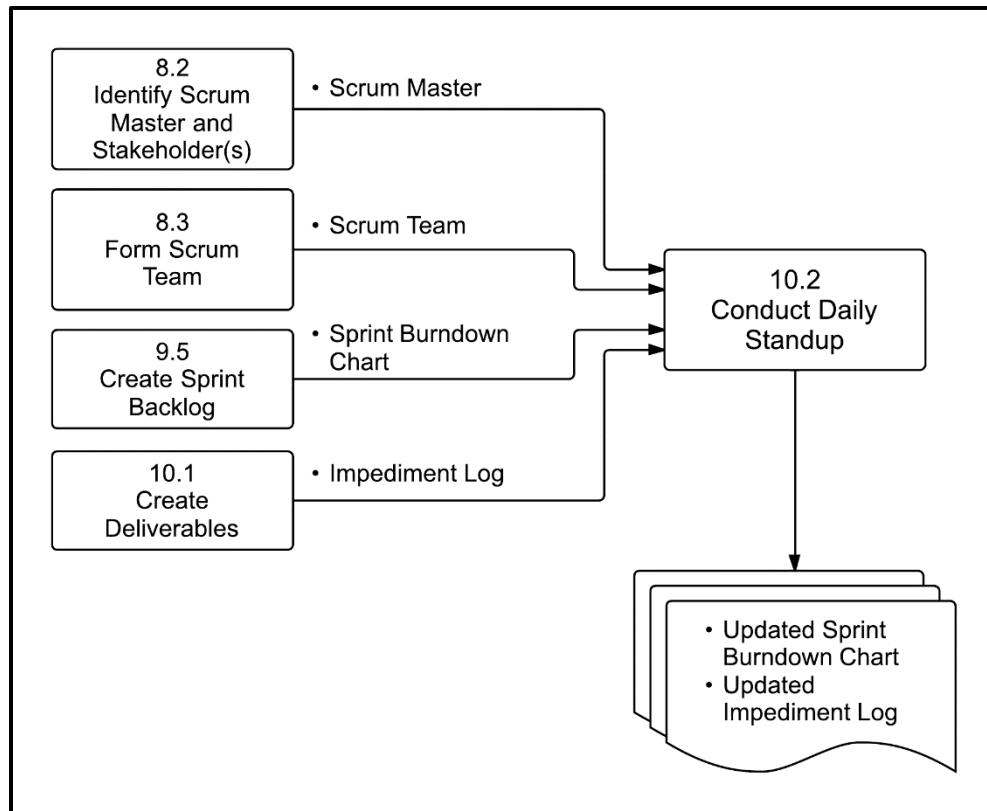 8.2
Identify Scrum
Master and
Stakeholder(s)
• Scrum Master
8.3
Form Scrum
Team
• Scrum Team
9.5
Create Sprint
Backlog
• Sprint Burndown
Chart
10.1
Create
Deliverables
• Impediment Log
10.2
Conduct Daily
Standup
• Updated Sprint
Burndown Chart
• Updated
Impediment Log